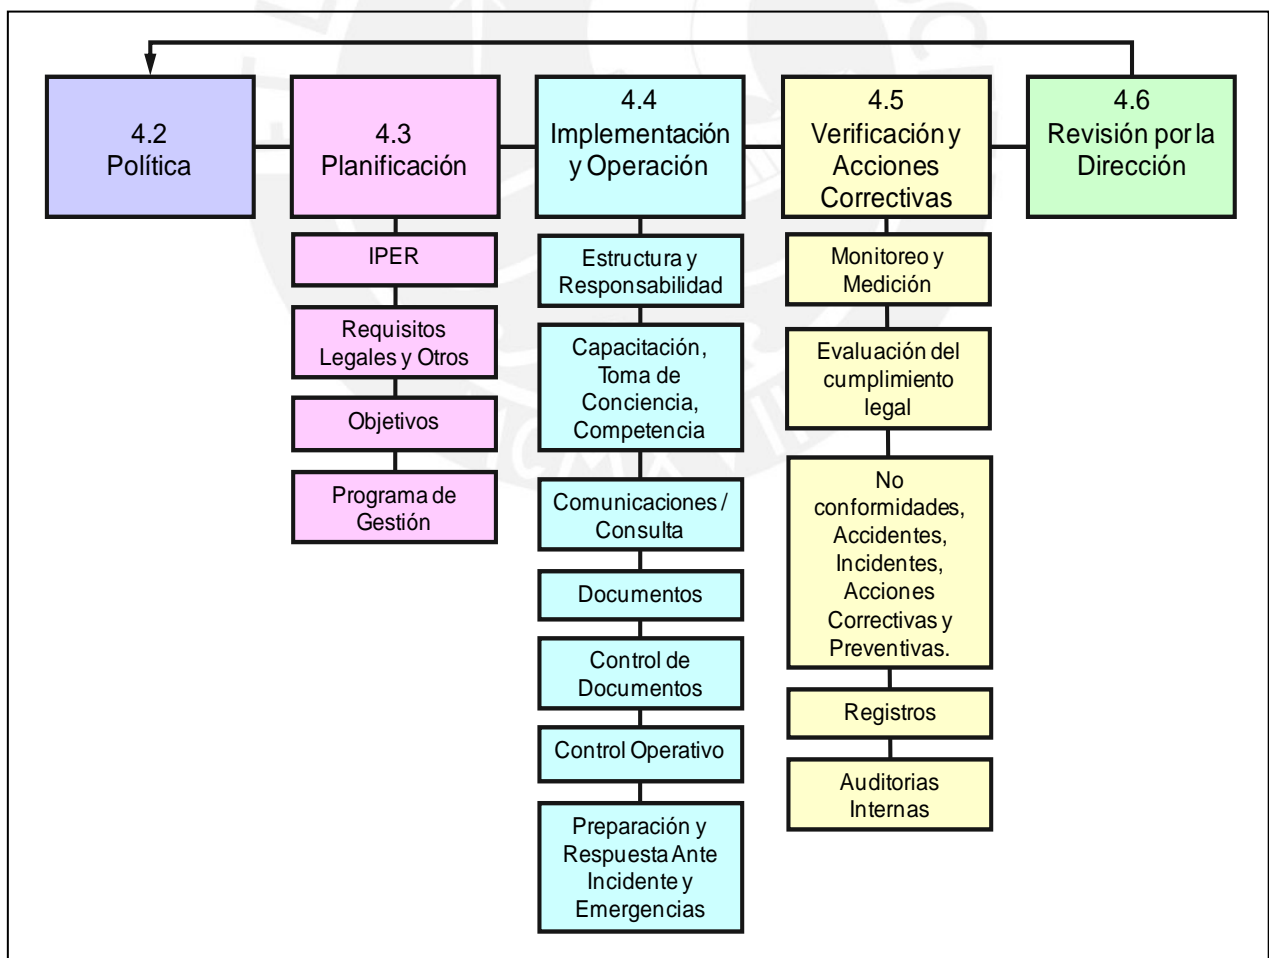 4.2
Política
4.3
Planificación
4.4
Implementación
y Operación
4.5
Verificación y
Acciones
Correctivas
4.6
Revisión por la
Dirección
IPER
Requisitos
Legales y Otros
Objetivos
Programa de
Gestión
Estructura y
Responsabilidad
Capacitación,
Toma de
Conciencia,
Competencia
Comunicaciones /
Consulta
Documentos
Control de
Documentos
Control Operativo
Preparación y
Respuesta Ante
Incidente y
Emergencias
Monitoreo y
Medición
Evaluación del
cumplimiento
legal
No
conformidades,
Accidentes,
Incidentes,
Acciones
Correctivas y
Preventivas.
Registros
Auditorias
Internas